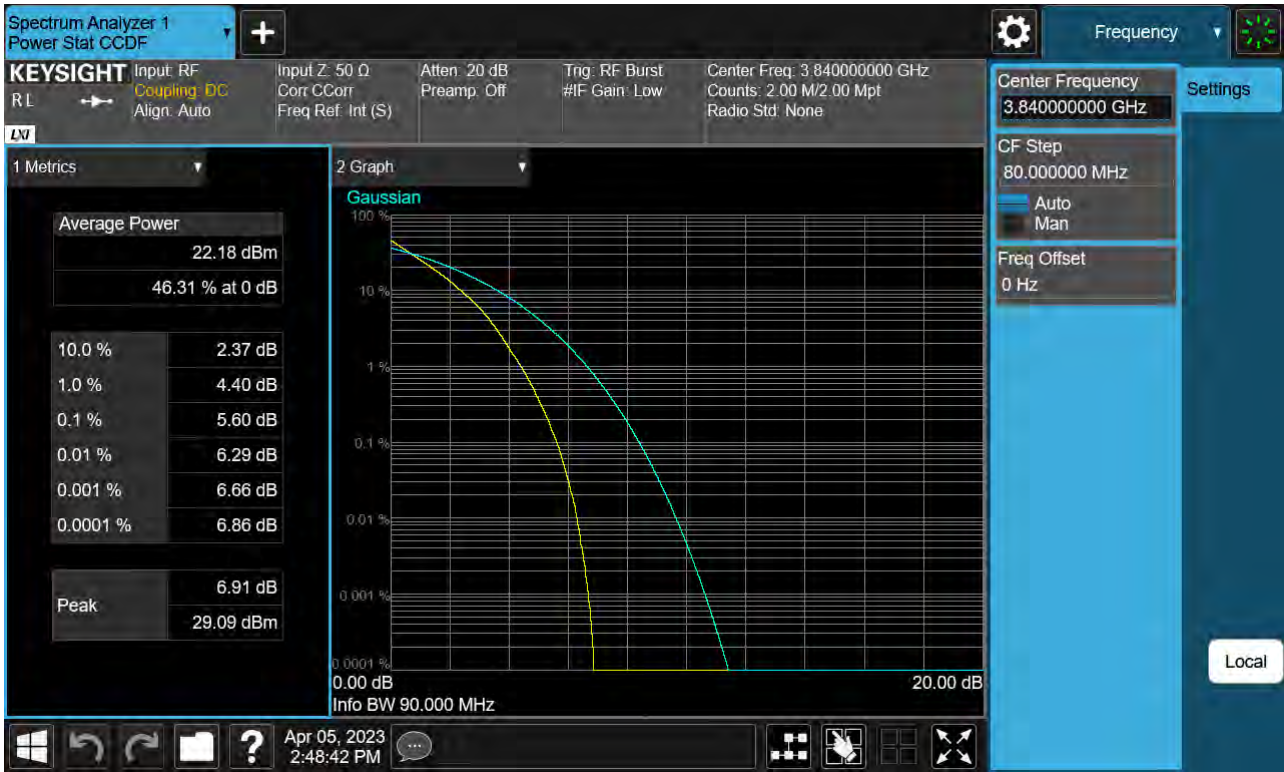 Spectrum Analyzer 1
Power Stat CCDF
+
Frequency
KEYSIGHT
R L
LXI
Input: RF
Coupling: DC
Align: Auto
Input Z: 50 Ω
Corr CCorr
Freq Ref: Int (S)
Atten: 20 dB
Preamp: Off
Trig: RF Burst
#IF Gain: Low
Center Freq: 3.840000000 GHz
Counts: 2.00 M/2.00 Mpt
Radio Std: None
Center Frequency
3.840000000 GHz
Settings
CF Step
80.000000 MHz
Auto
Man
Freq Offset
0 Hz
1 Metrics
Average Power
22.18 dBm
46.31 % at 0 dB
10.0 % 2.37 dB
1.0 % 4.40 dB
0.1 % 5.60 dB
0.01 % 6.29 dB
0.001 % 6.66 dB
0.0001 % 6.86 dB
Peak
6.91 dB
29.09 dBm
2 Graph
Gaussian
100 %
10 %
1 %
0.1 %
0.01 %
0.001 %
0.0001 %
0.00 dB 20.00 dB
Info BW 90.000 MHz
Local
?
Apr 05, 2023
2:48:42 PM